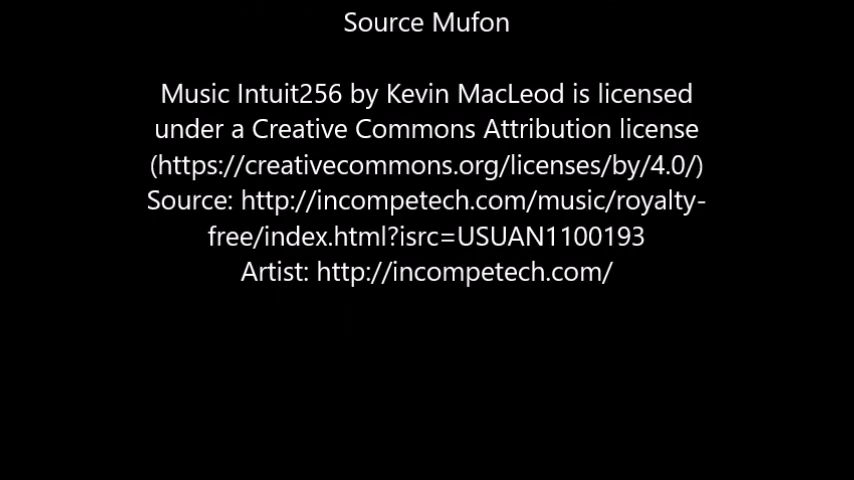 Source Mufon
Music Intuit256 by Kevin MacLeod is licensed
under a Creative Commons Attribution license
(https://creativecommons.org/licenses/by/4.0/)
Source: http://incompetech.com/music/royalty-
free/index.html?isrc=USUAN1100193
Artist: http://incompetech.com/